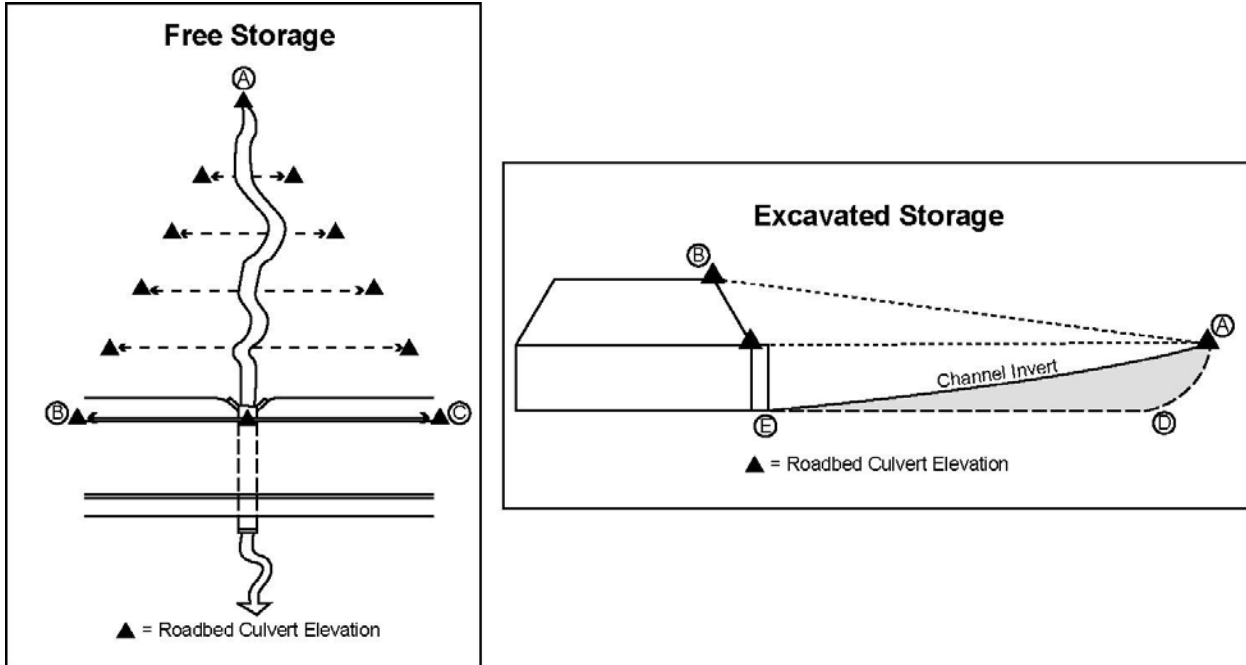 Free Storage
A
B
C
▲ = Roadbed Culvert Elevation
Excavated Storage
B
A
Channel Invert
E
D
▲ = Roadbed Culvert Elevation